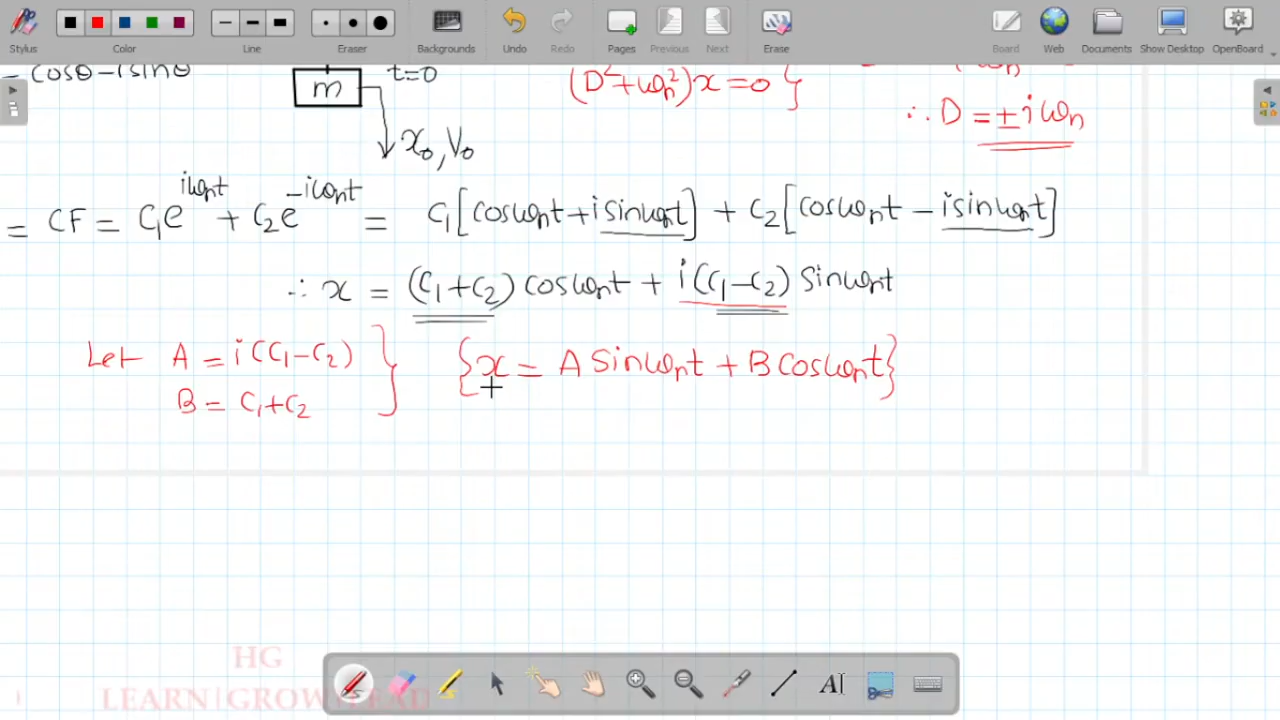 Stylus Color Line Eraser Backgrounds Undo Redo Pages Previous Next Erase Board Web Documents Show Desktop OpenBoard
- cosθ-isinθ
m
t=0
x₀, V₀
(D²+ωₙ²)x=0 }
∴ D = ±iωₙ
= CF = C₁e^{iωₙt} + C₂e^{-iωₙt} = C₁[cosωₙt+isinωₙt] + C₂[cosωₙt - isinωₙt]
∴ x = (C₁+C₂) cosωₙt + i(C₁-C₂) sinωₙt
Let A = i(C₁-C₂) }
B = C₁+C₂
{x = A sinωₙt + B cosωₙt}
HG
LEARN|GROW|